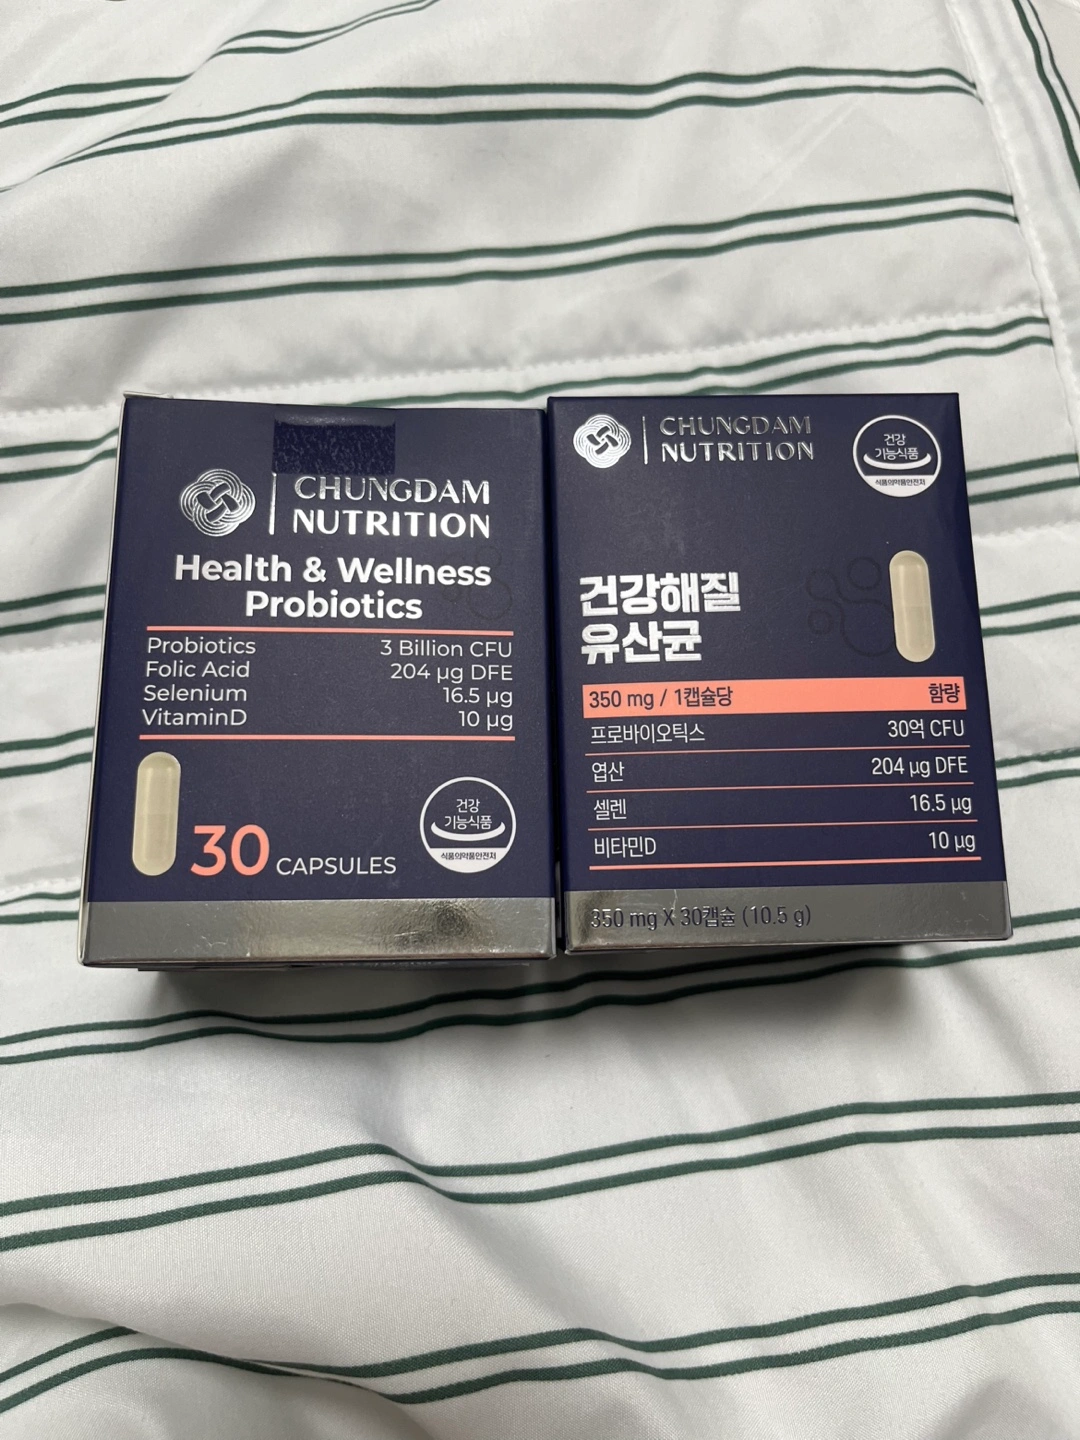 CHUNGDAM
NUTRITION
Health & Wellness
Probiotics
Probiotics 3 Billion CFU
Folic Acid 204 µg DFE
Selenium 16.5 µg
VitaminD 10 µg
30 CAPSULES
건강
기능식품
식품의약품안전처
CHUNGDAM
NUTRITION
건강
기능식품
식품의약품안전처
건강해질
유산균
350 mg / 1캡슐당 함량
프로바이오틱스 30억 CFU
엽산 204 µg DFE
셀렌 16.5 µg
비타민D 10 µg
350 mg X 30캡슐 (10.5 g)